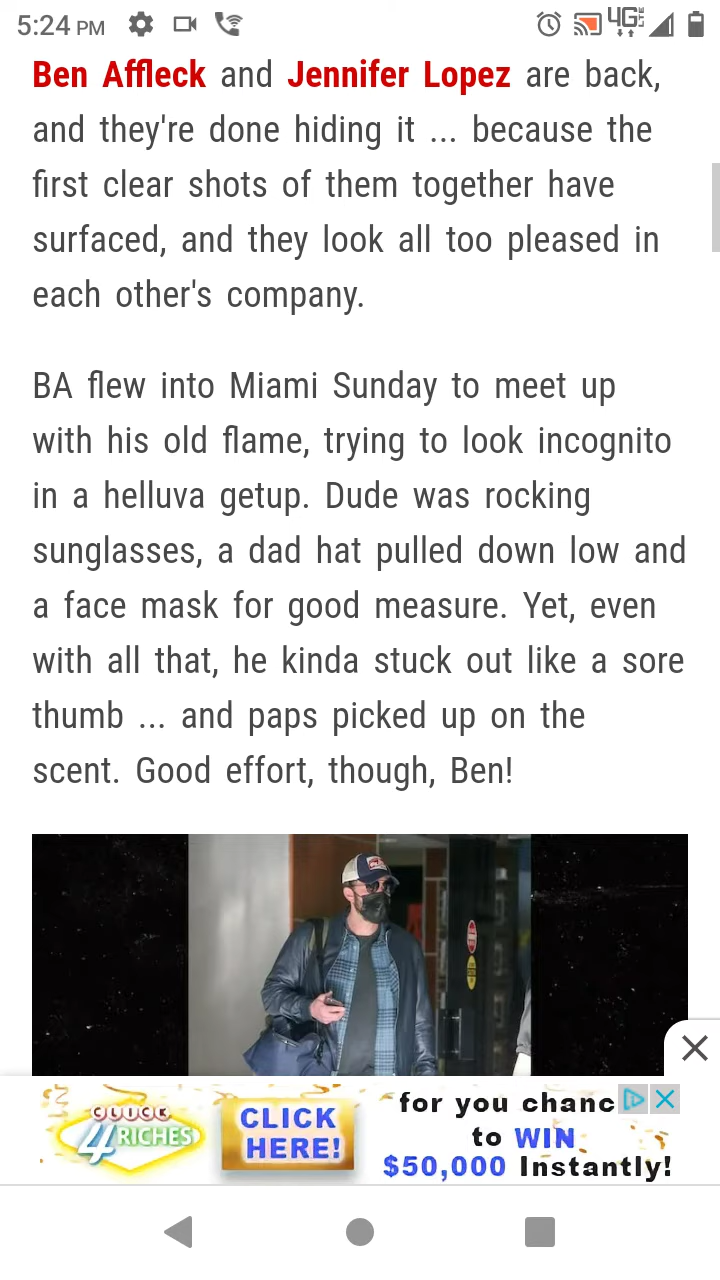 5:24 PM
4G LTE
Ben Affleck and Jennifer Lopez are back,
and they're done hiding it ... because the
first clear shots of them together have
surfaced, and they look all too pleased in
each other's company.
BA flew into Miami Sunday to meet up
with his old flame, trying to look incognito
in a helluva getup. Dude was rocking
sunglasses, a dad hat pulled down low and
a face mask for good measure. Yet, even
with all that, he kinda stuck out like a sore
thumb ... and paps picked up on the
scent. Good effort, though, Ben!
CLICK
4RICHES
CLICK
HERE!
for you chanc
to WIN
$50,000 Instantly!